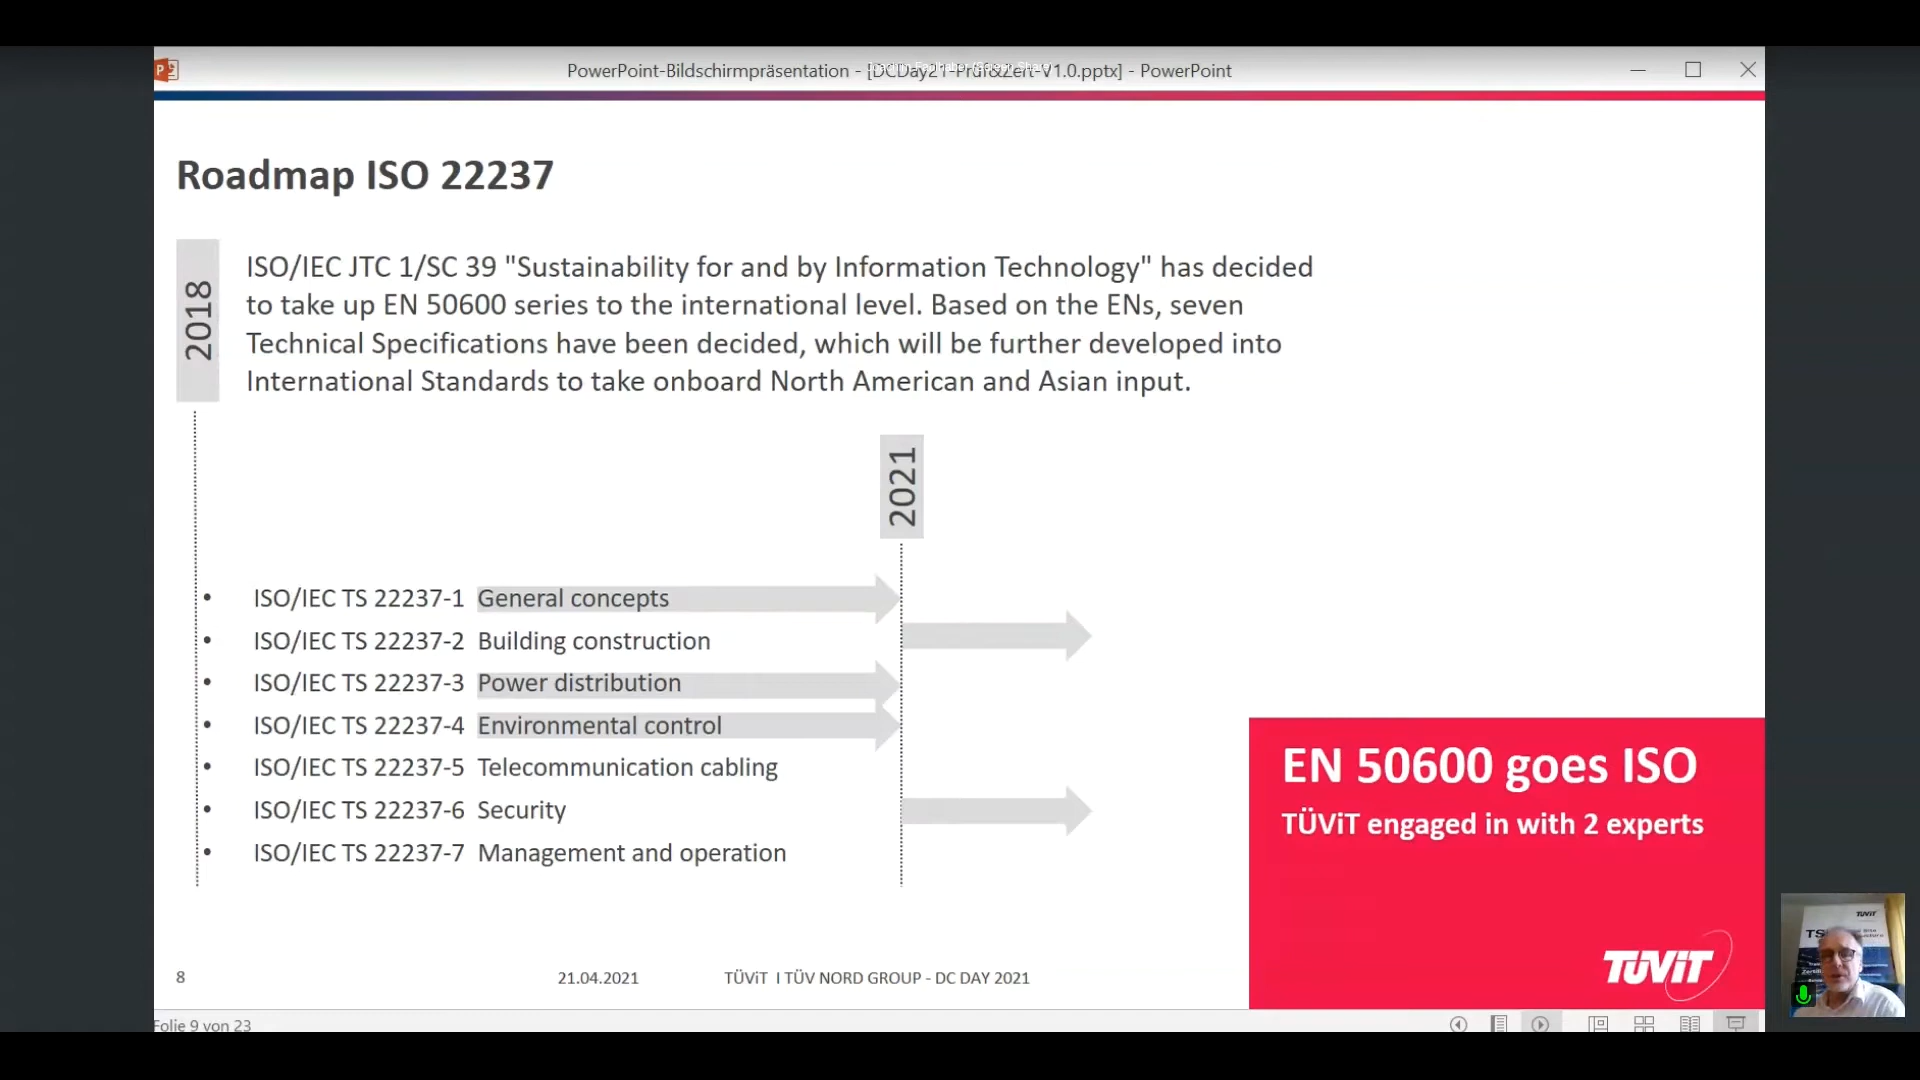 PowerPoint-Bildschirmpräsentation - [DCDay21-Prüf&Zert-V1.0.pptx] - PowerPoint
Roadmap ISO 22237
2018
ISO/IEC JTC 1/SC 39 "Sustainability for and by Information Technology" has decided
to take up EN 50600 series to the international level. Based on the ENs, seven
Technical Specifications have been decided, which will be further developed into
International Standards to take onboard North American and Asian input.
2021
• ISO/IEC TS 22237-1 General concepts
• ISO/IEC TS 22237-2 Building construction
• ISO/IEC TS 22237-3 Power distribution
• ISO/IEC TS 22237-4 Environmental control
• ISO/IEC TS 22237-5 Telecommunication cabling
• ISO/IEC TS 22237-6 Security
• ISO/IEC TS 22237-7 Management and operation
EN 50600 goes ISO
TÜViT engaged in with 2 experts
TÜViT
TÜViT
8
21.04.2021
TÜViT I TÜV NORD GROUP - DC DAY 2021
Folie 9 von 23